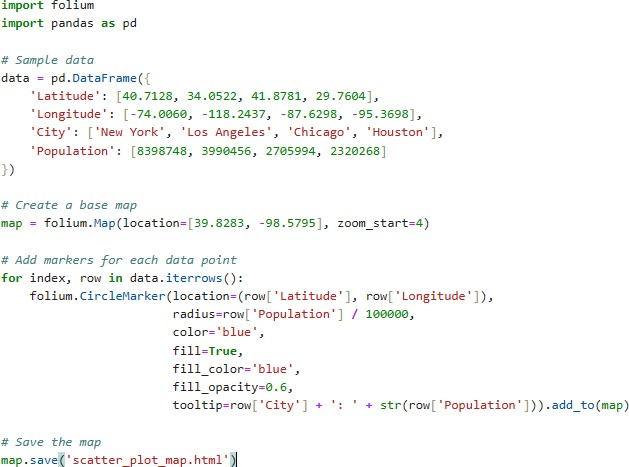 import folium
import pandas as pd

# Sample data
data = pd.DataFrame({
    'Latitude': [40.7128, 34.0522, 41.8781, 29.7604],
    'Longitude': [-74.0060, -118.2437, -87.6298, -95.3698],
    'City': ['New York', 'Los Angeles', 'Chicago', 'Houston'],
    'Population': [8398748, 3990456, 2705994, 2320268]
})

# Create a base map
map = folium.Map(location=[39.8283, -98.5795], zoom_start=4)

# Add markers for each data point
for index, row in data.iterrows():
    folium.CircleMarker(location=(row['Latitude'], row['Longitude']),
                        radius=row['Population'] / 100000,
                        color='blue',
                        fill=True,
                        fill_color='blue',
                        fill_opacity=0.6,
                        tooltip=row['City'] + ': ' + str(row['Population'])).add_to(map)

# Save the map
map.save('scatter_plot_map.html')